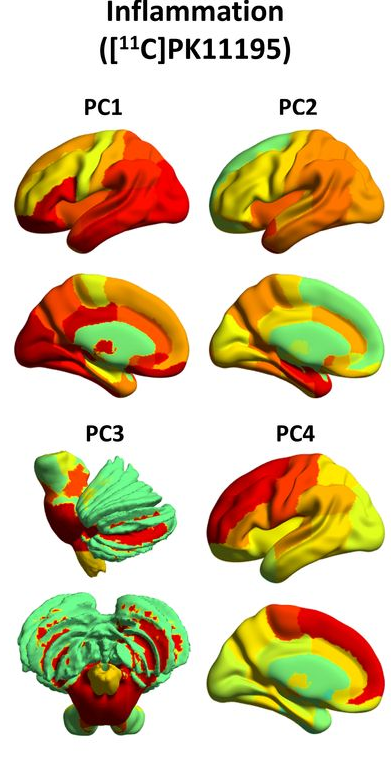 Inflammation
([¹¹C]PK11195)
PC1 PC2
PC3 PC4